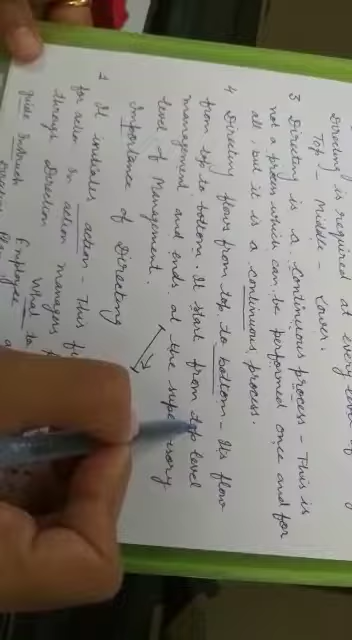 Directing is required at every level of
Top - Middle - Lower.
3 Directing is a continuous process - This is
not a process which can be performed once and for
all, but it is a continuous process.
4 Directing flows from top to bottom - Its flow
from top to bottom. It start from top level
management and ends at the supervisory
level of Management.
Importance of Directing
1 It initiates action - This
for action in action managers
through direction What to
guide Instruct Employee